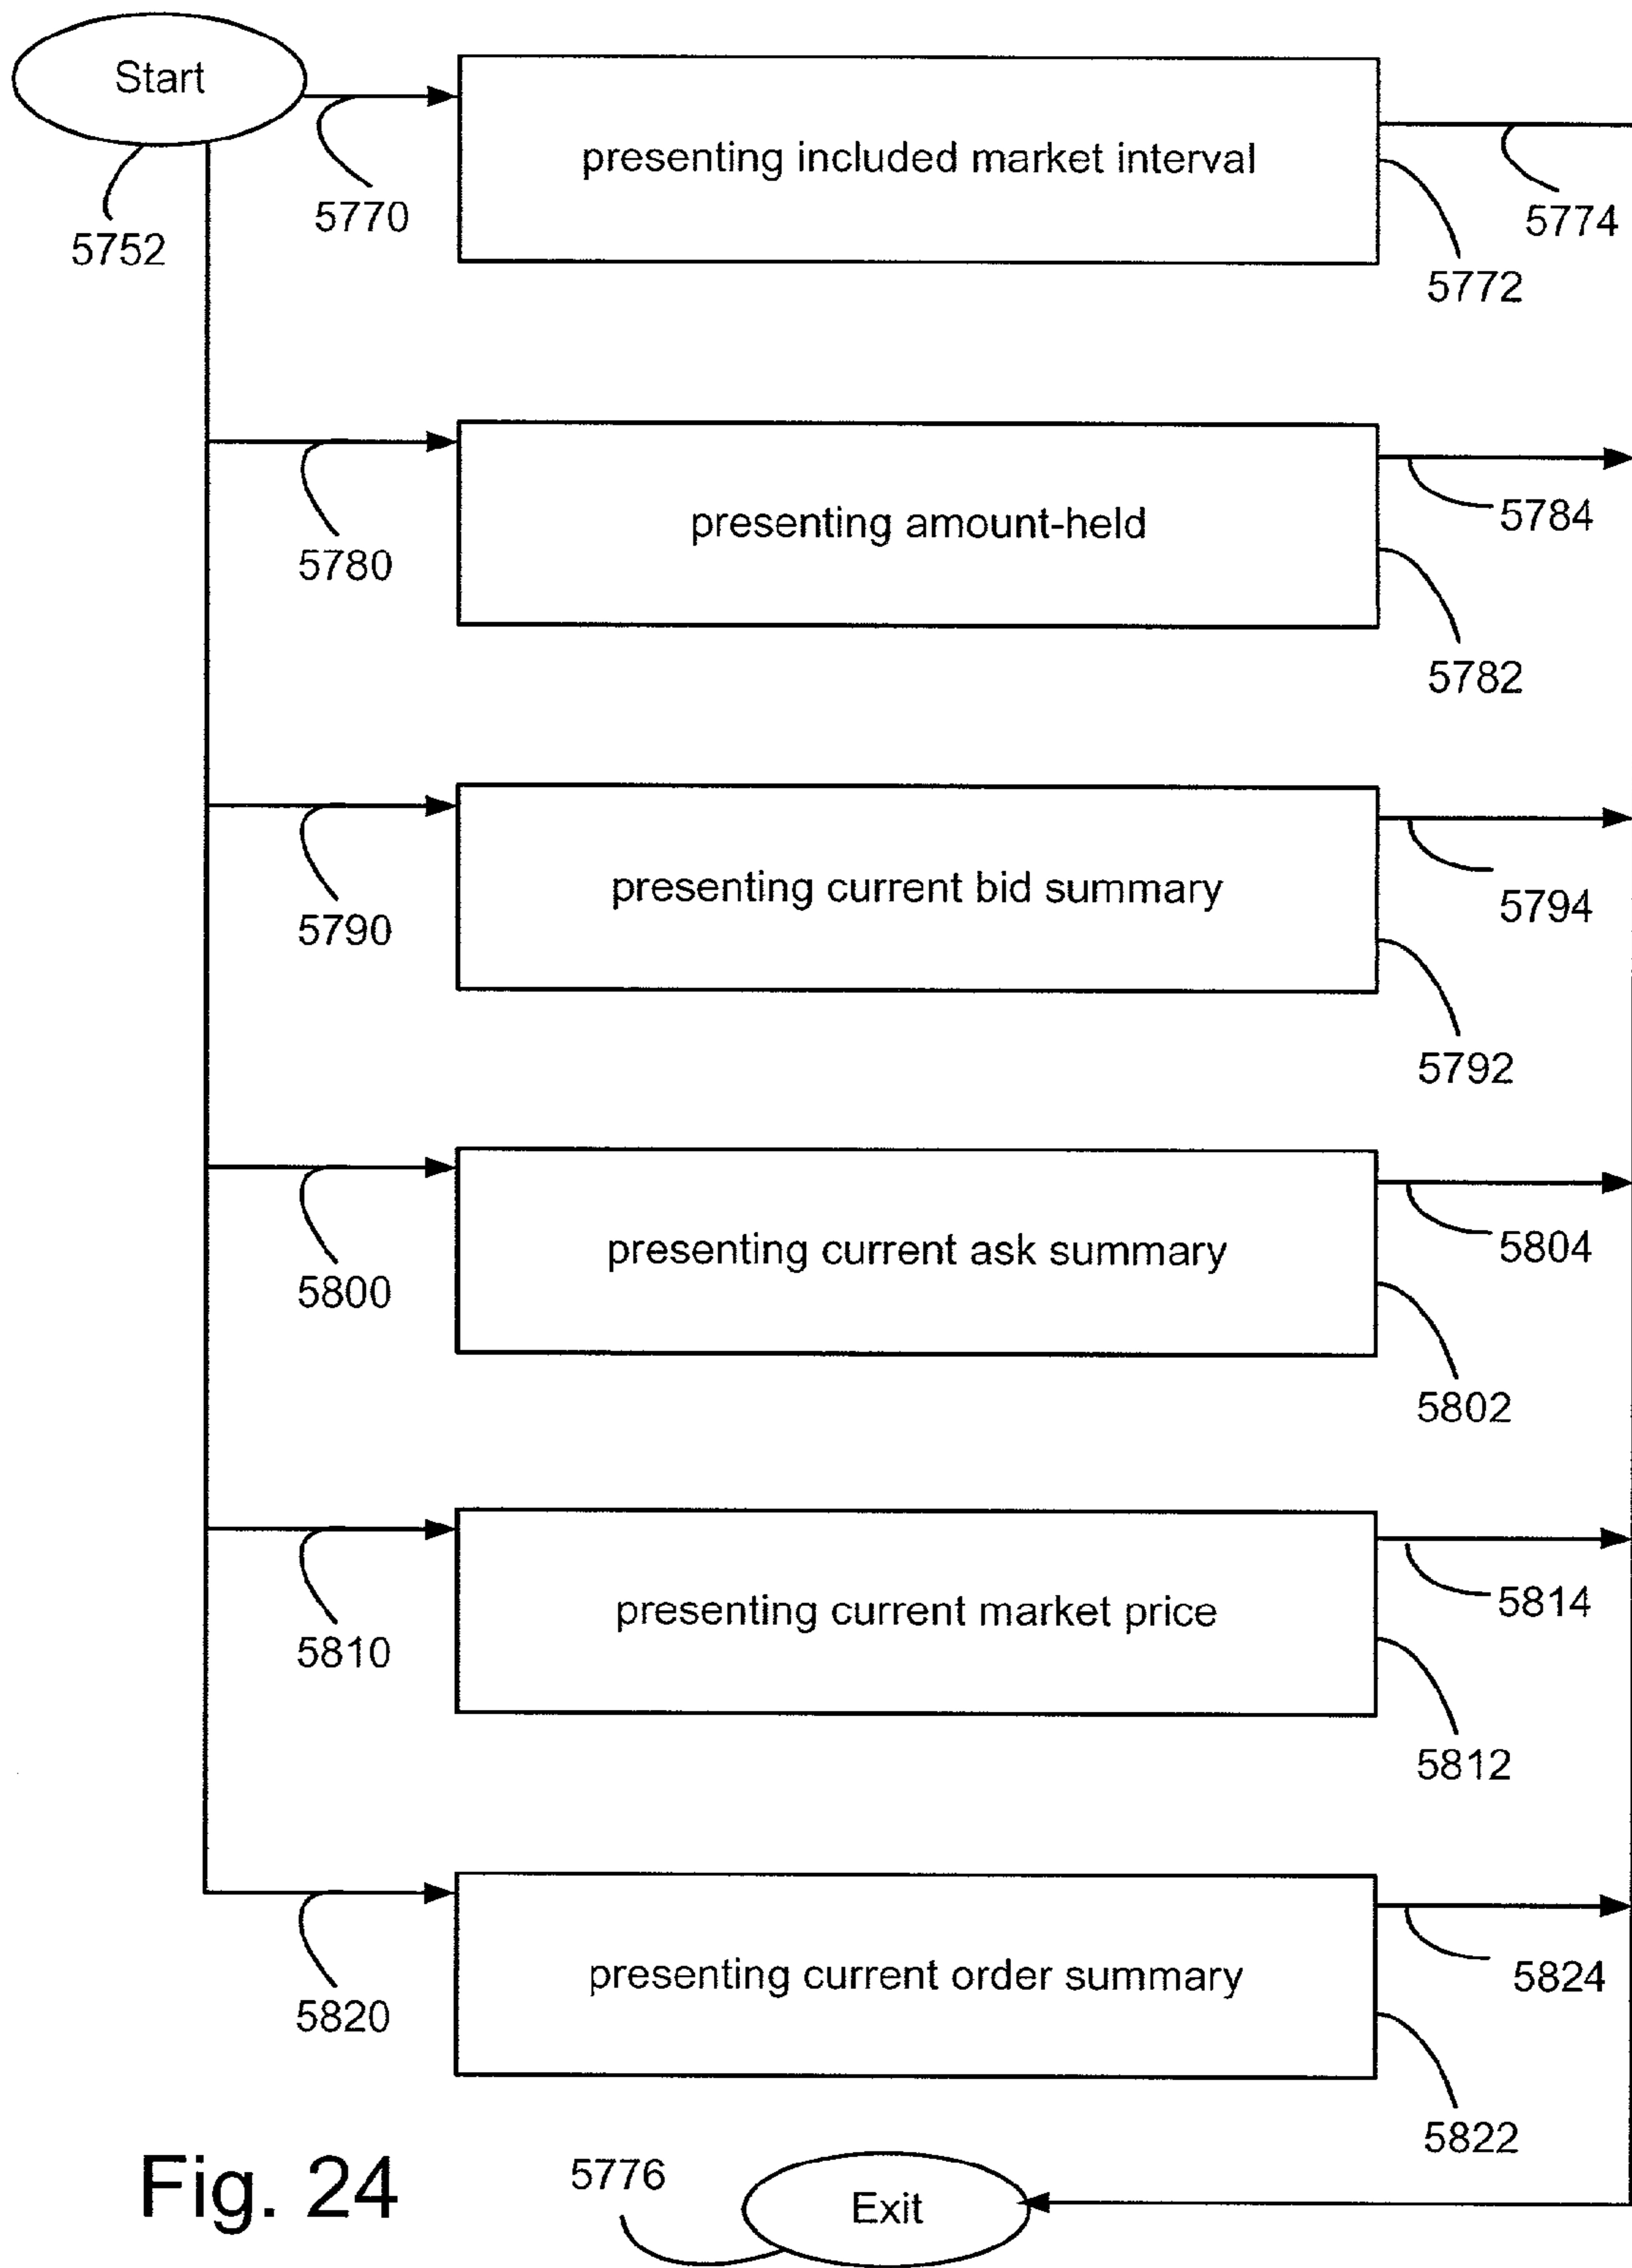 Start
presenting included market interval
5752
5770
5774
5772
presenting amount-held
5780
5784
5782
presenting current bid summary
5790
5794
5792
presenting current ask summary
5800
5804
5802
presenting current market price
5810
5814
5812
presenting current order summary
5820
5824
5822
Fig. 24
5776
Exit